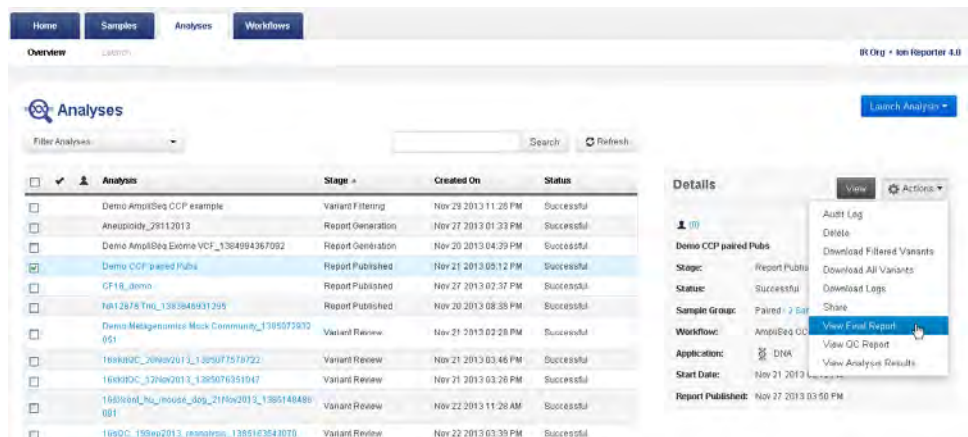 Home Samples Analyses Workflows
Overview Launch IR Org • Ion Reporter 4.0
Analyses
Launch Analysis
Filter Analyses Search Refresh
Analysis Stage Created On Status
Demo AmpliSeq CCP example Variant Filtering Nov 29 2013 11:26 PM Successful
Aneuploidy_28112013 Report Generation Nov 27 2013 01:33 PM Successful
Demo AmpliSeq Exome VCF_1384994367092 Report Generation Nov 20 2013 04:39 PM Successful
Demo CCP paired Pubs Report Published Nov 21 2013 05:12 PM Successful
CF18_demo Report Published Nov 27 2013 02:37 PM Successful
Report Published Nov 20 2013 08:38 PM Successful
Demo Metagenomics Mock Community_1385073932
051 Variant Review Nov 21 2013 02:28 PM Successful
Variant Review Nov 21 2013 03:46 PM Successful
Variant Review Nov 21 2013 03:26 PM Successful
Variant Review Nov 22 2013 11:28 AM Successful
Variant Review Nov 22 2013 03:39 PM Successful
Details View Actions
(0)
Demo CCP paired Pubs
Stage: Report Publis
Status: Successful
Sample Group: Paired - 2 Sam
Workflow: AmpliSeq CC
Application: DNA
Start Date: Nov 21 2013
Report Published: Nov 27 2013 03:50 PM
Audit Log
Delete
Download Filtered Variants
Download All Variants
Download Logs
Share
View Final Report
View QC Report
View Analysis Results